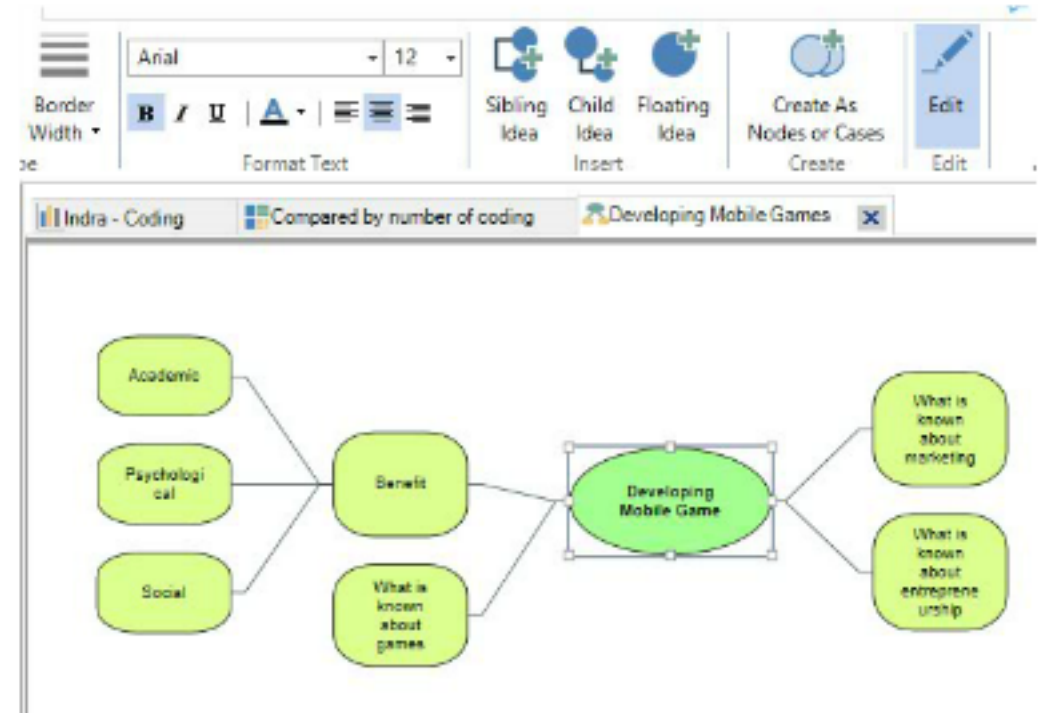 Arial
12
Border
Width
B I U A
Sibling
Idea
Child
Idea
Floating
Idea
Create As
Nodes or Cases
Edit
Format Text
Insert
Create
Edit
Indra - Coding
Compared by number of coding
Developing Mobile Games
Academic
Psychologi
cal
Social
Benefit
What is
known
about
games
Developing
Mobile Game
What is
known
about
marketing
What is
known
about
entreprene
urship